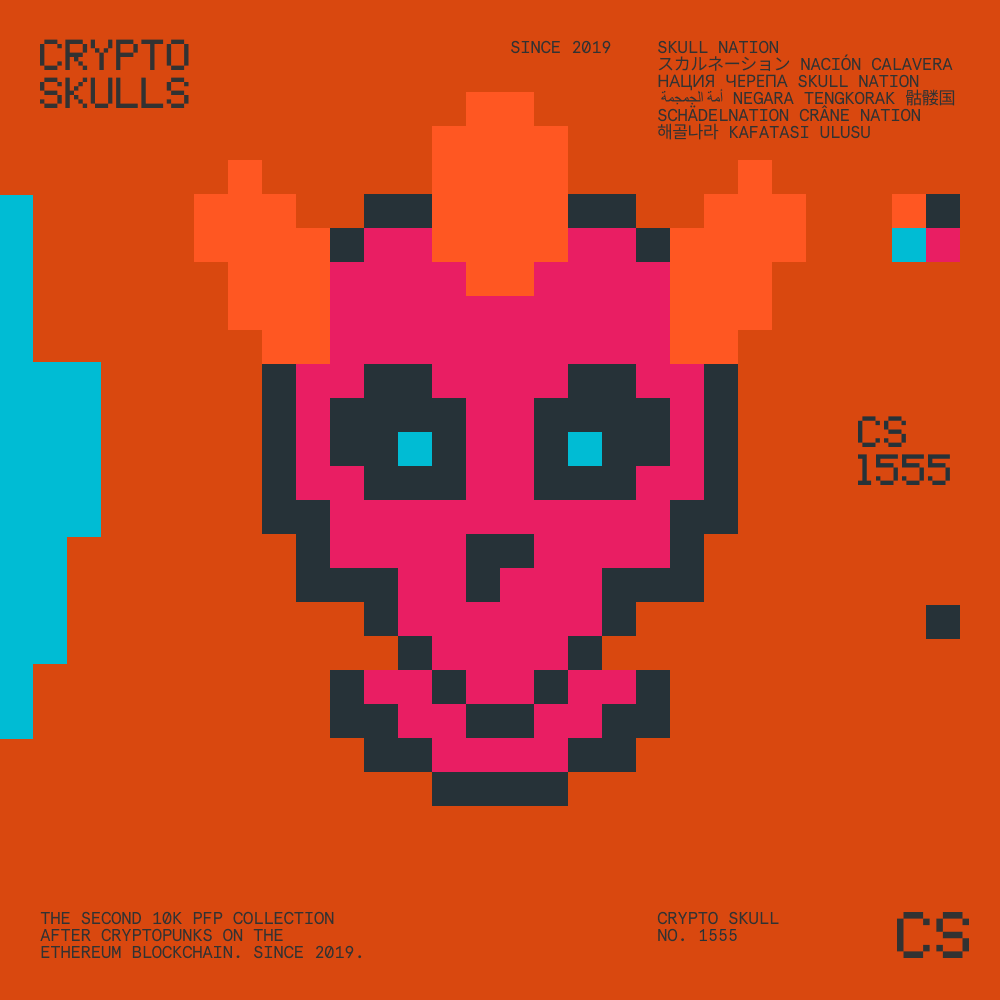 CRYPTO
SKULLS
SINCE 2019
SKULL NATION
スカルネーション NACIÓN CALAVERA
НАЦИЯ ЧЕРЕПА SKULL NATION
أمة الجمجمة NEGARA TENGKORAK 骷髅国
SCHÄDELNATION CRÂNE NATION
해골나라 KAFATASI ULUSU
CS
1555
THE SECOND 10K PFP COLLECTION
AFTER CRYPTOPUNKS ON THE
ETHEREUM BLOCKCHAIN. SINCE 2019.
CRYPTO SKULL
NO. 1555
CS